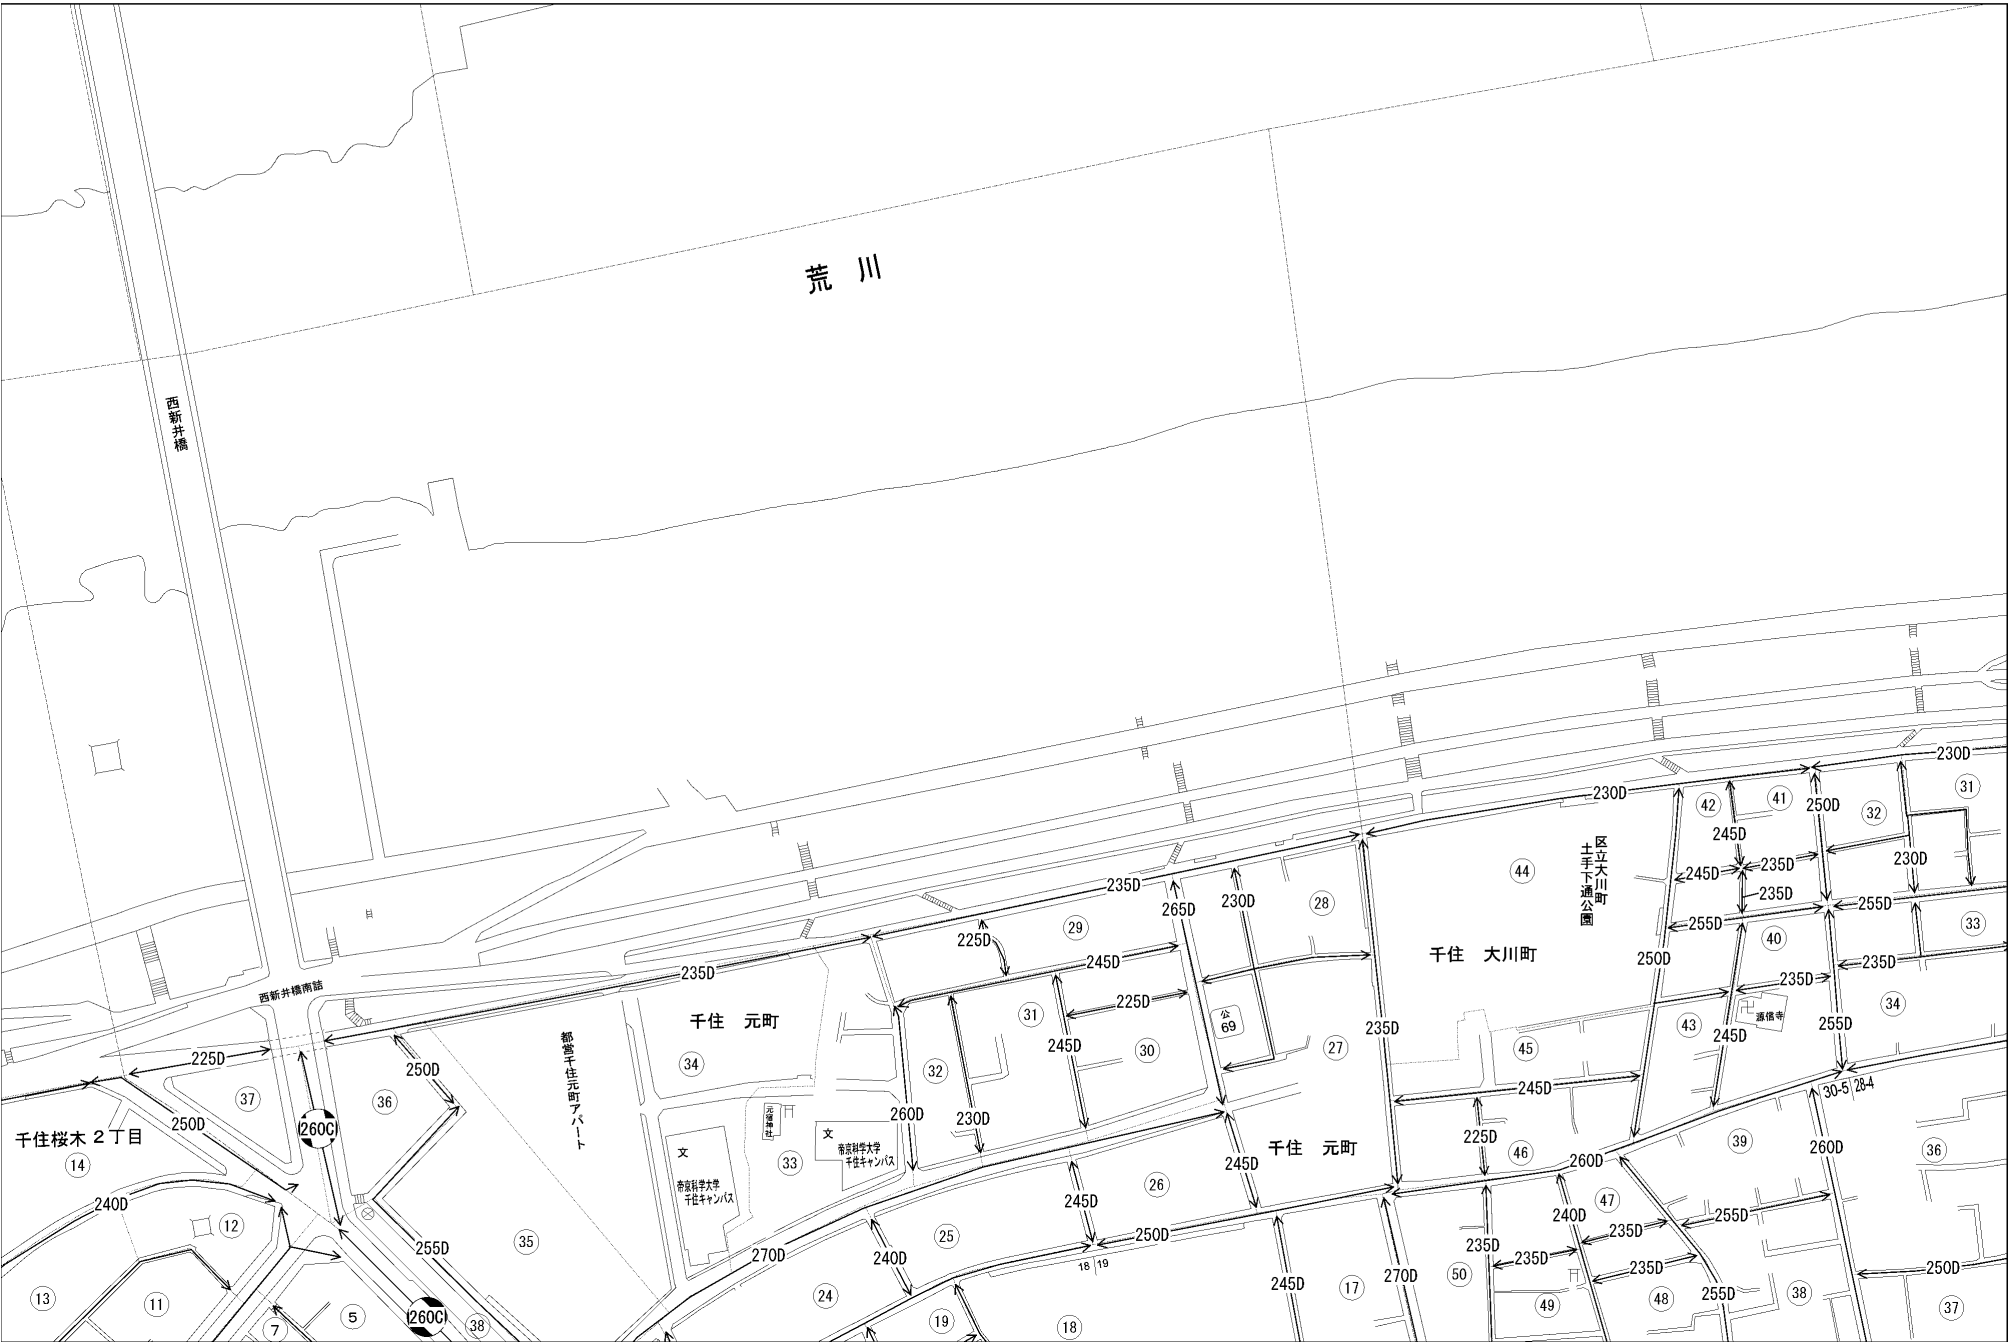 荒川
西新井橋
230D
31
230D
42
41
250D
32
245D
区立大川町
土手下通公園
245D
235D
230D
44
235D
235D
265D
230D
28
255D
255D
29
225D
33
40
千住 大川町
245D
250D
235D
235D
235D
西新井橋南詰
225D
千住 元町
31
公
69
235D
235D
源信寺
34
43
255D
225D
250D
都営千住元町アパート
34
245D
30
27
45
245D
37
36
32
245D
30-5
28-4
250D
260C
元宿神社
260D
230D
225D
千住桜木2丁目
14
文
帝京科学大学
千住キャンパス
33
文
帝京科学大学
千住キャンパス
千住 元町
46
260D
39
260D
36
245D
240D
12
245D
26
47
240D
235D
255D
35
255D
270D
240D
25
250D
235D
235D
235D
18
19
245D
270D
50
48
250D
13
11
7
5
260C
38
24
19
18
17
49
255D
38
37